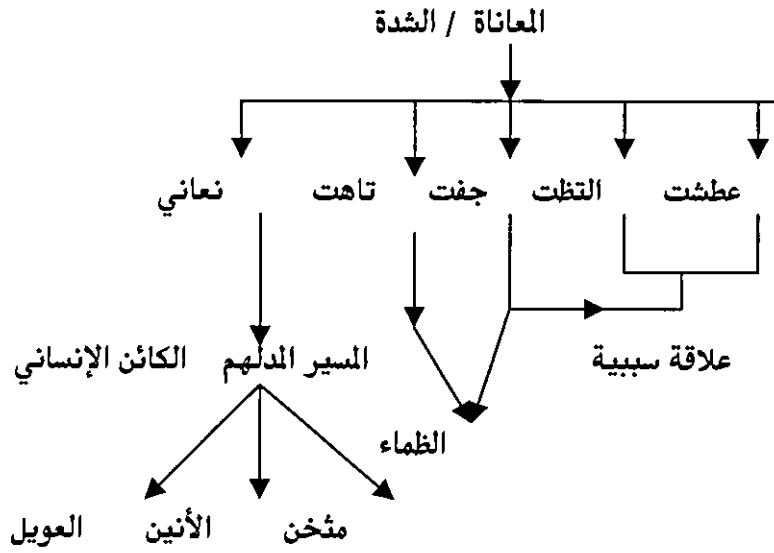 المعاناة / الشدة
عطشت التظت جفت تاهت نعاني
علاقة سببية المسير المدلهم الكائن الإنساني
الظماء
مثخن الأنين العويل